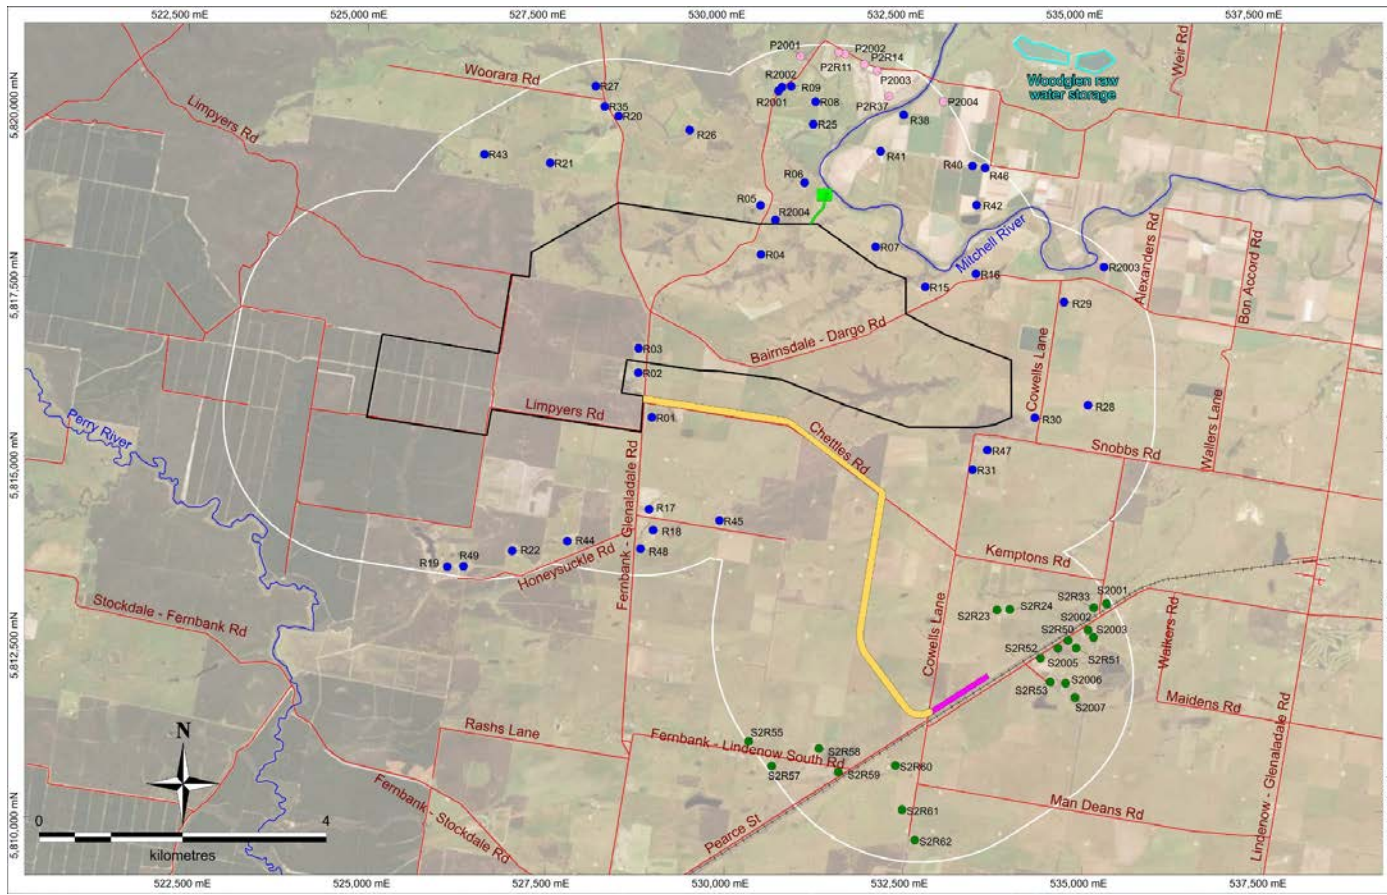 522,500 mE
525,000 mE
527,500 mE
530,000 mE
532,500 mE
535,000 mE
537,500 mE
5,820,000 mN
5,817,500 mN
5,815,000 mN
5,812,500 mN
5,810,000 mN
Woorara Rd
Limpyers Rd
R27
R35
R20
R26
R43
R21
P2001
P2002
P2R11
P2R14
P2003
P2R37
P2004
R2002
R09
R2001
R08
R25
R38
R41
R40
R46
R42
R06
R05
R2004
R04
R07
Woodglen raw
water storage
Weir Rd
Mitchell River
R16
R15
R2003
R29
Alexanders Rd
Bon Accord Rd
Bairnsdale - Dargo Rd
Cowells Lane
Wallers Lane
R03
R02
Limpyers Rd
R01
Chettles Rd
R28
R30
Snobbs Rd
R47
R31
Perry River
Fernbank - Glenaladale Rd
R17
R18
R45
R48
R44
R22
R49
R19
Honeysuckle Rd
Kemptons Rd
Stockdale - Fernbank Rd
Cowells Lane
S2R23
S2R24
S2R33
S2001
S2002
S2003
S2R50
S2R52
S2R51
S2005
S2006
S2R53
S2007
Walkers Rd
Maidens Rd
Lindenow - Glenaladale Rd
Rashs Lane
Fernbank - Lindenow South Rd
S2R55
S2R58
S2R57
S2R59
S2R60
S2R61
S2R62
Man Deans Rd
Pearce St
Fernbank - Stockdale Rd
N
0
4
kilometres
522,500 mE
525,000 mE
527,500 mE
530,000 mE
532,500 mE
535,000 mE
537,500 mE